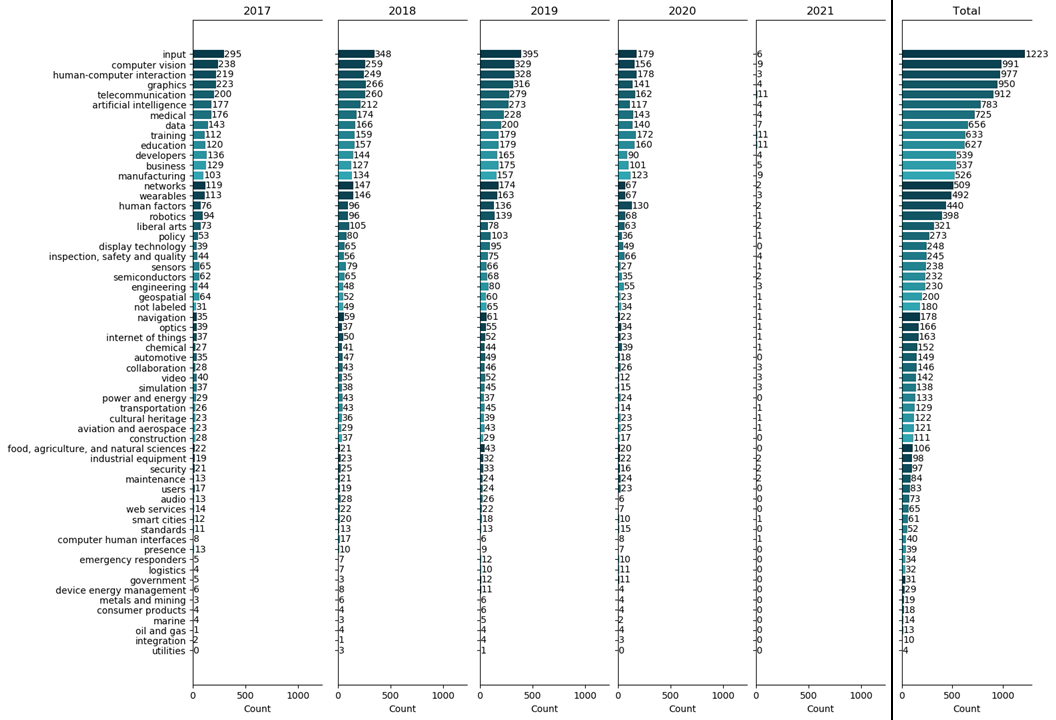 2017 2018 2019 2020 2021 Total
input 295 348 395 179 6 1223
computer vision 238 259 329 156 9 991
human-computer interaction 219 249 328 178 3 977
graphics 223 266 316 141 4 950
telecommunication 200 260 279 162 11 912
artificial intelligence 177 212 273 117 4 783
medical 176 174 228 143 4 725
data 143 166 200 140 7 656
training 112 159 179 172 11 633
education 120 157 179 160 11 627
developers 136 144 165 90 4 539
business 129 127 175 101 5 537
manufacturing 103 134 157 123 9 526
networks 119 147 174 67 2 509
wearables 113 146 163 67 3 492
human factors 76 96 136 130 2 440
robotics 94 96 139 68 1 398
liberal arts 73 105 78 63 2 321
policy 53 80 103 36 1 273
display technology 39 65 95 49 0 248
inspection, safety and quality 44 56 75 66 4 245
sensors 65 79 66 27 1 238
semiconductors 62 65 68 35 2 232
engineering 44 48 80 55 3 230
geospatial 64 52 60 23 1 200
not labeled 31 49 65 34 1 180
navigation 35 59 61 22 1 178
optics 39 37 55 34 1 166
internet of things 37 50 52 23 1 163
chemical 27 41 44 39 1 152
automotive 35 47 49 18 0 149
collaboration 28 43 46 26 3 146
video 40 35 52 12 3 142
simulation 37 38 45 15 3 138
power and energy 29 43 37 24 0 133
transportation 26 43 45 14 1 129
cultural heritage 23 36 39 23 1 122
aviation and aerospace 23 29 43 25 1 121
construction 28 37 29 17 0 111
food, agriculture, and natural sciences 22 21 43 20 0 106
industrial equipment 19 23 32 22 2 98
security 21 25 33 16 2 97
maintenance 13 21 24 24 2 84
users 17 19 24 23 0 83
audio 13 28 26 6 0 73
web services 14 22 22 7 0 65
smart cities 12 20 18 10 1 61
standards 11 13 13 15 0 52
computer human interfaces 8 17 6 8 1 40
presence 13 10 9 7 0 39
emergency responders 5 7 12 10 0 34
logistics 4 7 10 11 0 32
government 5 3 12 11 0 31
device energy management 6 8 11 4 0 29
metals and mining 3 6 6 4 0 19
consumer products 4 4 6 4 0 18
marine 4 3 5 2 0 14
oil and gas 1 4 4 4 0 13
integration 2 1 4 3 0 10
utilities 0 3 1 0 0 4
0 500 1000 0 500 1000 0 500 1000 0 500 1000 0 500 1000 0 500 1000
Count Count Count Count Count Count